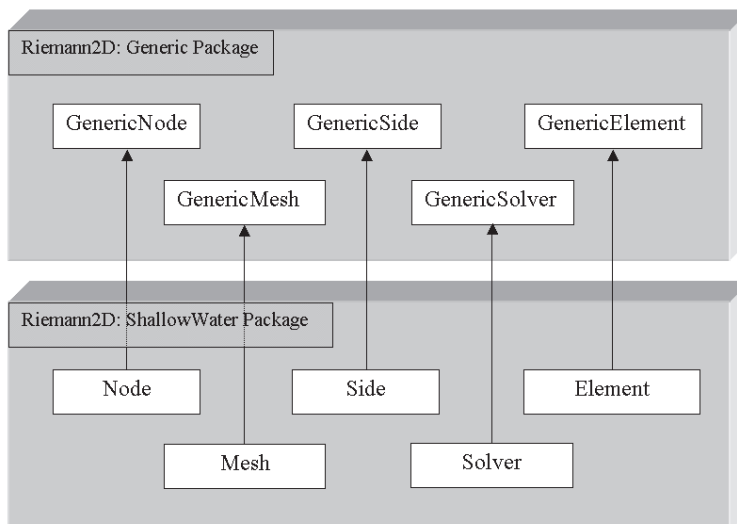 Riemann2D: Generic Package
GenericNode
GenericSide
GenericElement
GenericMesh
GenericSolver
Riemann2D: ShallowWater Package
Node
Side
Element
Mesh
Solver